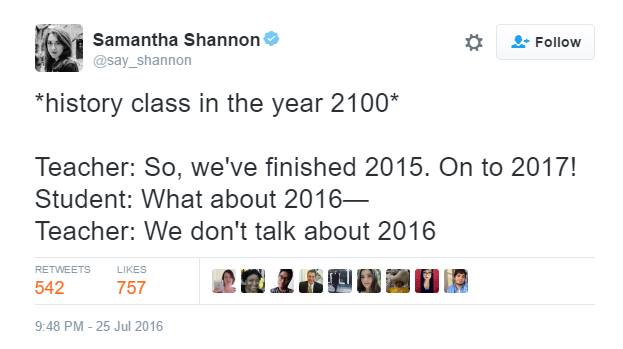 Samantha Shannon
@say_shannon
Follow
*history class in the year 2100*
Teacher: So, we've finished 2015. On to 2017!
Student: What about 2016—
Teacher: We don't talk about 2016
RETWEETS LIKES
542 757
9:48 PM - 25 Jul 2016